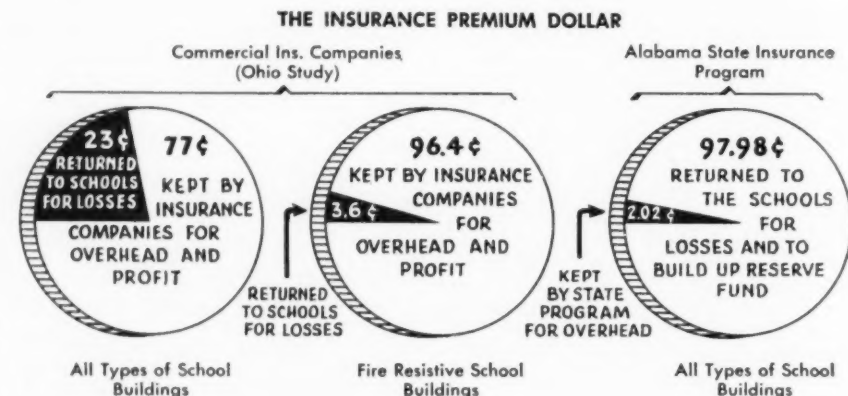 THE INSURANCE PREMIUM DOLLAR
Commercial Ins. Companies
(Ohio Study)
Alabama State Insurance
Program
23¢
RETURNED
TO SCHOOLS
FOR LOSSES
77¢
KEPT BY
INSURANCE
COMPANIES FOR
OVERHEAD AND
PROFIT
96.4¢
KEPT BY INSURANCE
COMPANIES
FOR
OVERHEAD AND
PROFIT
3.6¢
RETURNED
TO SCHOOLS
FOR LOSSES
97.98¢
RETURNED TO
THE SCHOOLS
FOR
LOSSES AND TO
BUILD UP RESERVE
FUND
2.02¢
KEPT
BY STATE
PROGRAM
FOR OVERHEAD
All Types of School
Buildings
Fire Resistive School
Buildings
All Types of School
Buildings